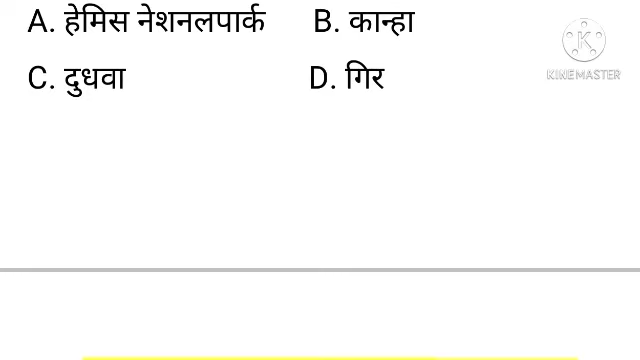 A. हेमिस नेशनलपार्क B. कान्हा
C. दुधवा D. गिर
KINEMASTER